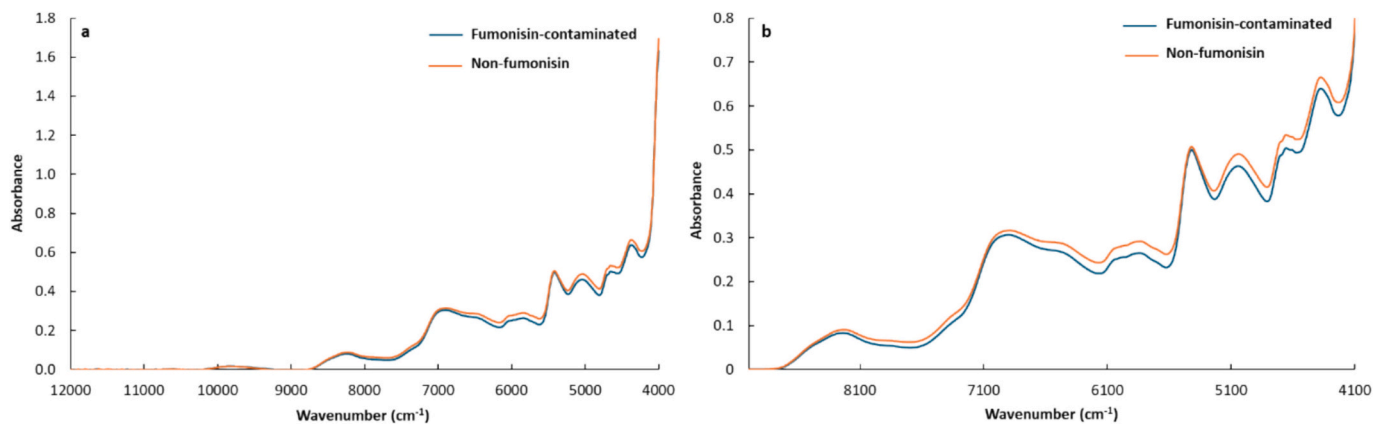 a
Fumonisin-contaminated
Non-fumonisin
1.8
1.6
1.4
1.2
1.0
0.8
0.6
0.4
0.2
0.0
Absorbance
12000 11000 10000 9000 8000 7000 6000 5000 4000
Wavenumber (cm⁻¹)
b
Fumonisin-contaminated
Non-fumonisin
0.8
0.7
0.6
0.5
0.4
0.3
0.2
0.1
0
Absorbance
8100 7100 6100 5100 4100
Wavenumber (cm⁻¹)